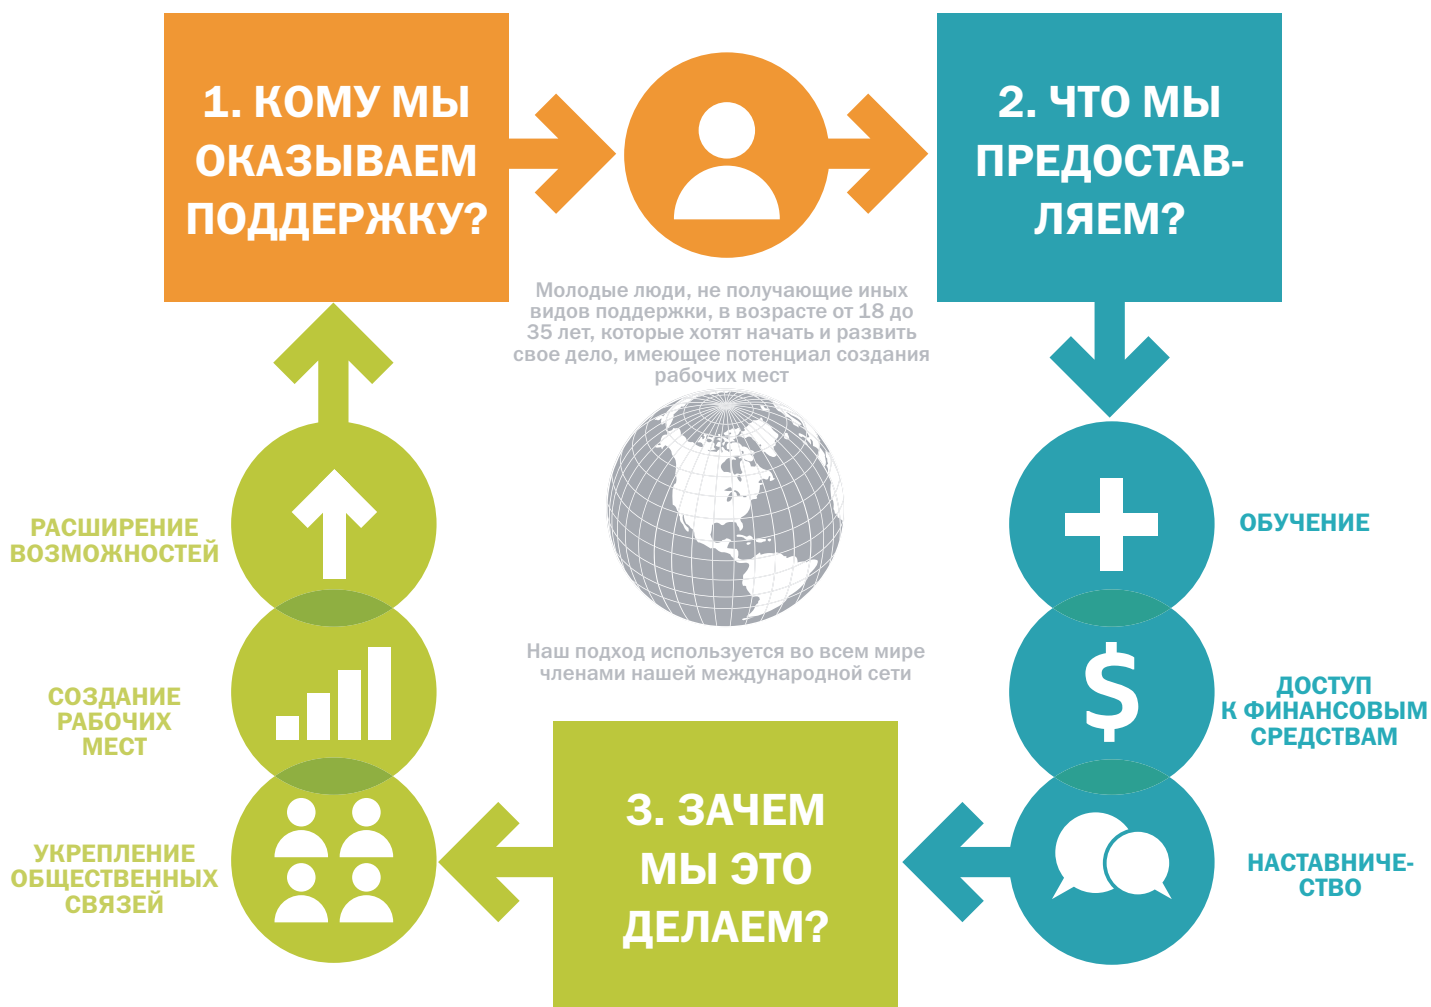 1. КОМУ МЫ
ОКАЗЫВАЕМ
ПОДДЕРЖКУ?
2. ЧТО МЫ
ПРЕДОСТАВ-
ЛЯЕМ?
Молодые люди, не получающие иных
видов поддержки, в возрасте от 18 до
35 лет, которые хотят начать и развить
свое дело, имеющее потенциал создания
рабочих мест
ОБУЧЕНИЕ
$
ДОСТУП
К ФИНАНСОВЫМ
СРЕДСТВАМ
НАСТАВНИЧЕ-
СТВО
Наш подход используется во всем мире
членами нашей международной сети
3. ЗАЧЕМ
МЫ ЭТО
ДЕЛАЕМ?
РАСШИРЕНИЕ
ВОЗМОЖНОСТЕЙ
СОЗДАНИЕ
РАБОЧИХ
МЕСТ
УКРЕПЛЕНИЕ
ОБЩЕСТВЕННЫХ
СВЯЗЕЙ